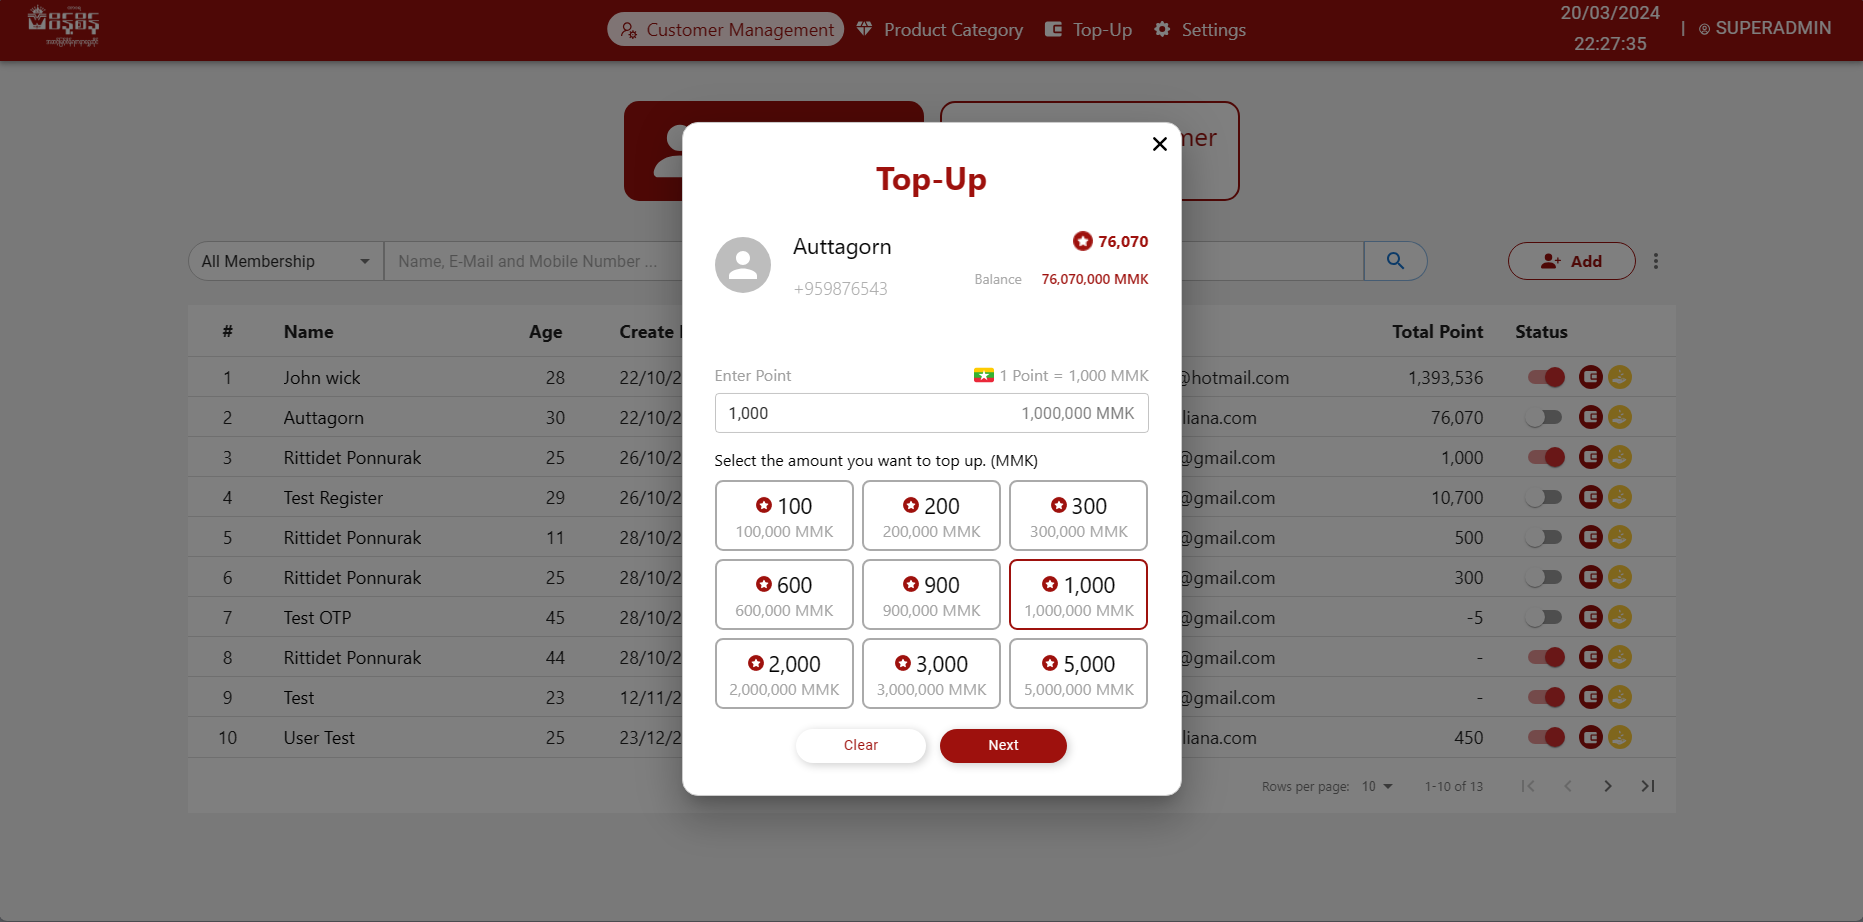 Customer Management
Product Category
Top-Up
Settings
20/03/2024
22:27:35
| SUPERADMIN
mer
Top-Up
Auttagorn
76,070
+959876543
Balance 76,070,000 MMK
All Membership
Name, E-Mail and Mobile Number ...
Add
Enter Point
1 Point = 1,000 MMK
1,000
1,000,000 MMK
Select the amount you want to top up. (MMK)
100
100,000 MMK
200
200,000 MMK
300
300,000 MMK
600
600,000 MMK
900
900,000 MMK
1,000
1,000,000 MMK
2,000
2,000,000 MMK
3,000
3,000,000 MMK
5,000
5,000,000 MMK
Clear
Next
# Name Age Create Total Point Status
1 John wick 28 22/10/2 @hotmail.com 1,393,536
2 Auttagorn 30 22/10/2 liana.com 76,070
3 Rittidet Ponnurak 25 26/10/2 @gmail.com 1,000
4 Test Register 29 26/10/2 @gmail.com 10,700
5 Rittidet Ponnurak 11 28/10/2 @gmail.com 500
6 Rittidet Ponnurak 25 28/10/2 @gmail.com 300
7 Test OTP 45 28/10/2 @gmail.com -5
8 Rittidet Ponnurak 44 28/10/2 @gmail.com -
9 Test 23 12/11/2 @gmail.com -
10 User Test 25 23/12/2 liana.com 450
Rows per page: 10 1-10 of 13